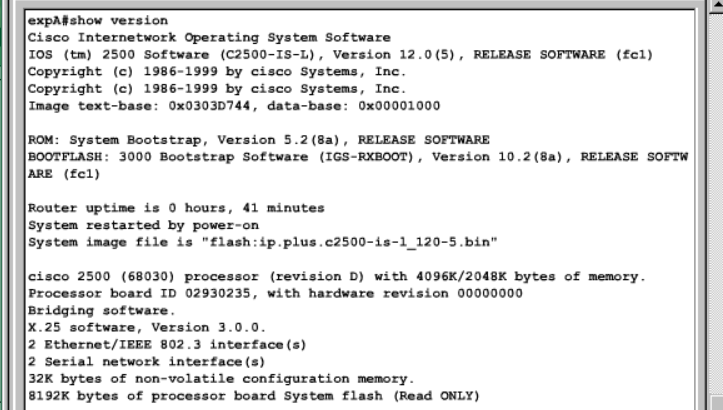 expA#show version
Cisco Internetwork Operating System Software
IOS (tm) 2500 Software (C2500-IS-L), Version 12.0(5), RELEASE SOFTWARE (fc1)
Copyright (c) 1986-1999 by cisco Systems, Inc.
Copyright (c) 1986-1999 by cisco Systems, Inc.
Image text-base: 0x0303D744, data-base: 0x00001000

ROM: System Bootstrap, Version 5.2(8a), RELEASE SOFTWARE
BOOTFLASH: 3000 Bootstrap Software (IGS-RXBOOT), Version 10.2(8a), RELEASE SOFTW
ARE (fc1)

Router uptime is 0 hours, 41 minutes
System restarted by power-on
System image file is "flash:ip.plus.c2500-is-l_120-5.bin"

cisco 2500 (68030) processor (revision D) with 4096K/2048K bytes of memory.
Processor board ID 02930235, with hardware revision 00000000
Bridging software.
X.25 software, Version 3.0.0.
2 Ethernet/IEEE 802.3 interface(s)
2 Serial network interface(s)
32K bytes of non-volatile configuration memory.
8192K bytes of processor board System flash (Read ONLY)